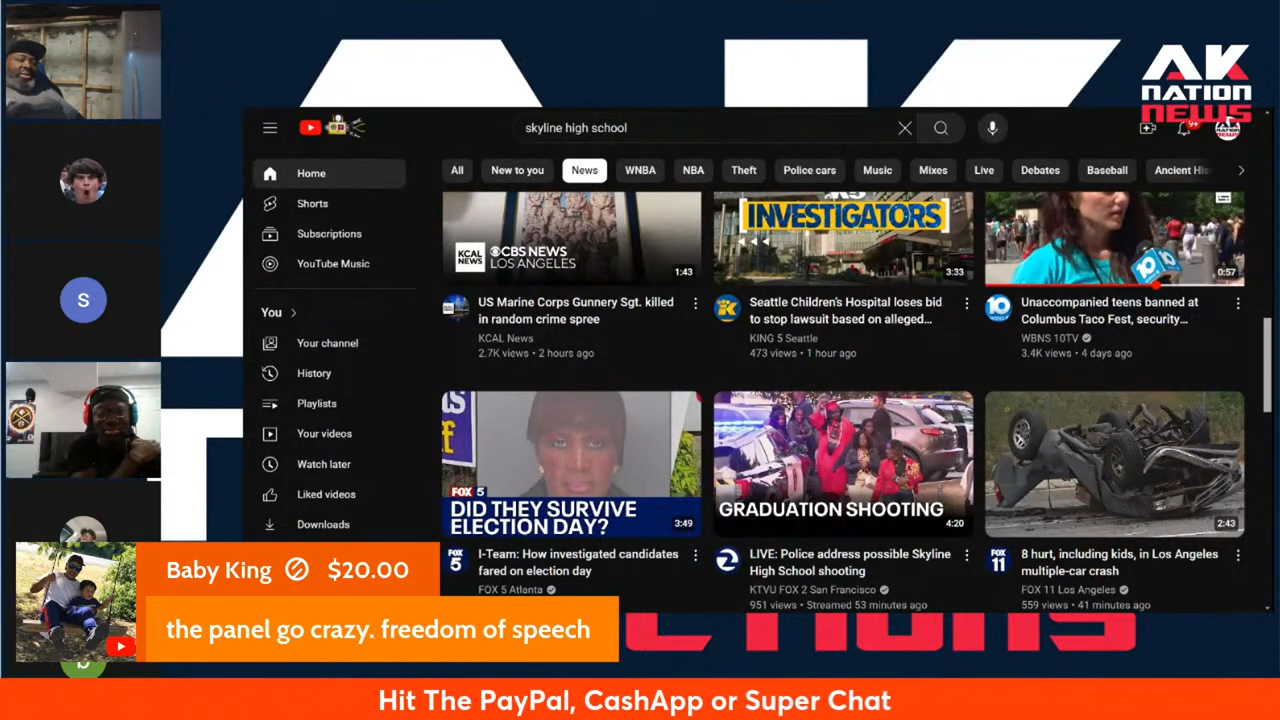 AK
NATION
NEWS
skyline high school
9+
All
New to you
News
WNBA
NBA
Theft
Police cars
Music
Mixes
Live
Debates
Baseball
Ancient His
Home
Shorts
Subscriptions
YouTube Music
You
Your channel
History
Playlists
Your videos
Watch later
Liked videos
Downloads
KCAL
NEWS
CBS NEWS
LOS ANGELES
1:43
US Marine Corps Gunnery Sgt. killed
in random crime spree
KCAL News
2.7K views • 2 hours ago
INVESTIGATORS
3:33
Seattle Children's Hospital loses bid
to stop lawsuit based on alleged...
KING 5 Seattle
473 views • 1 hour ago
10
0:57
10
Unaccompanied teens banned at
Columbus Taco Fest, security...
WBNS 10TV
3.4K views • 4 days ago
FOX 5
DID THEY SURVIVE
ELECTION DAY?
3:49
FOX
5
I-Team: How investigated candidates
fared on election day
FOX 5 Atlanta
GRADUATION SHOOTING
4:20
LIVE: Police address possible Skyline
High School shooting
KTVU FOX 2 San Francisco
951 views • Streamed 53 minutes ago
2:43
FOX
11
8 hurt, including kids, in Los Angeles
multiple-car crash
FOX 11 Los Angeles
559 views • 41 minutes ago
S
Baby King $20.00
the panel go crazy. freedom of speech
Hit The PayPal, CashApp or Super Chat